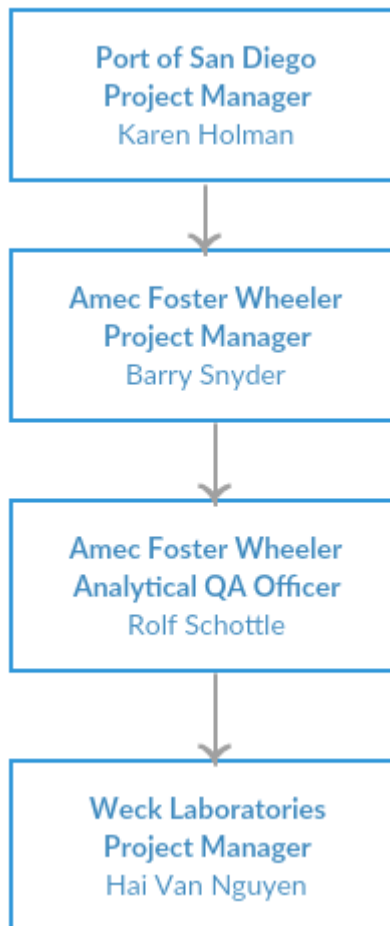 Port of San Diego
Project Manager
Karen Holman
Amec Foster Wheeler
Project Manager
Barry Snyder
Amec Foster Wheeler
Analytical QA Officer
Rolf Schottle
Weck Laboratories
Project Manager
Hai Van Nguyen